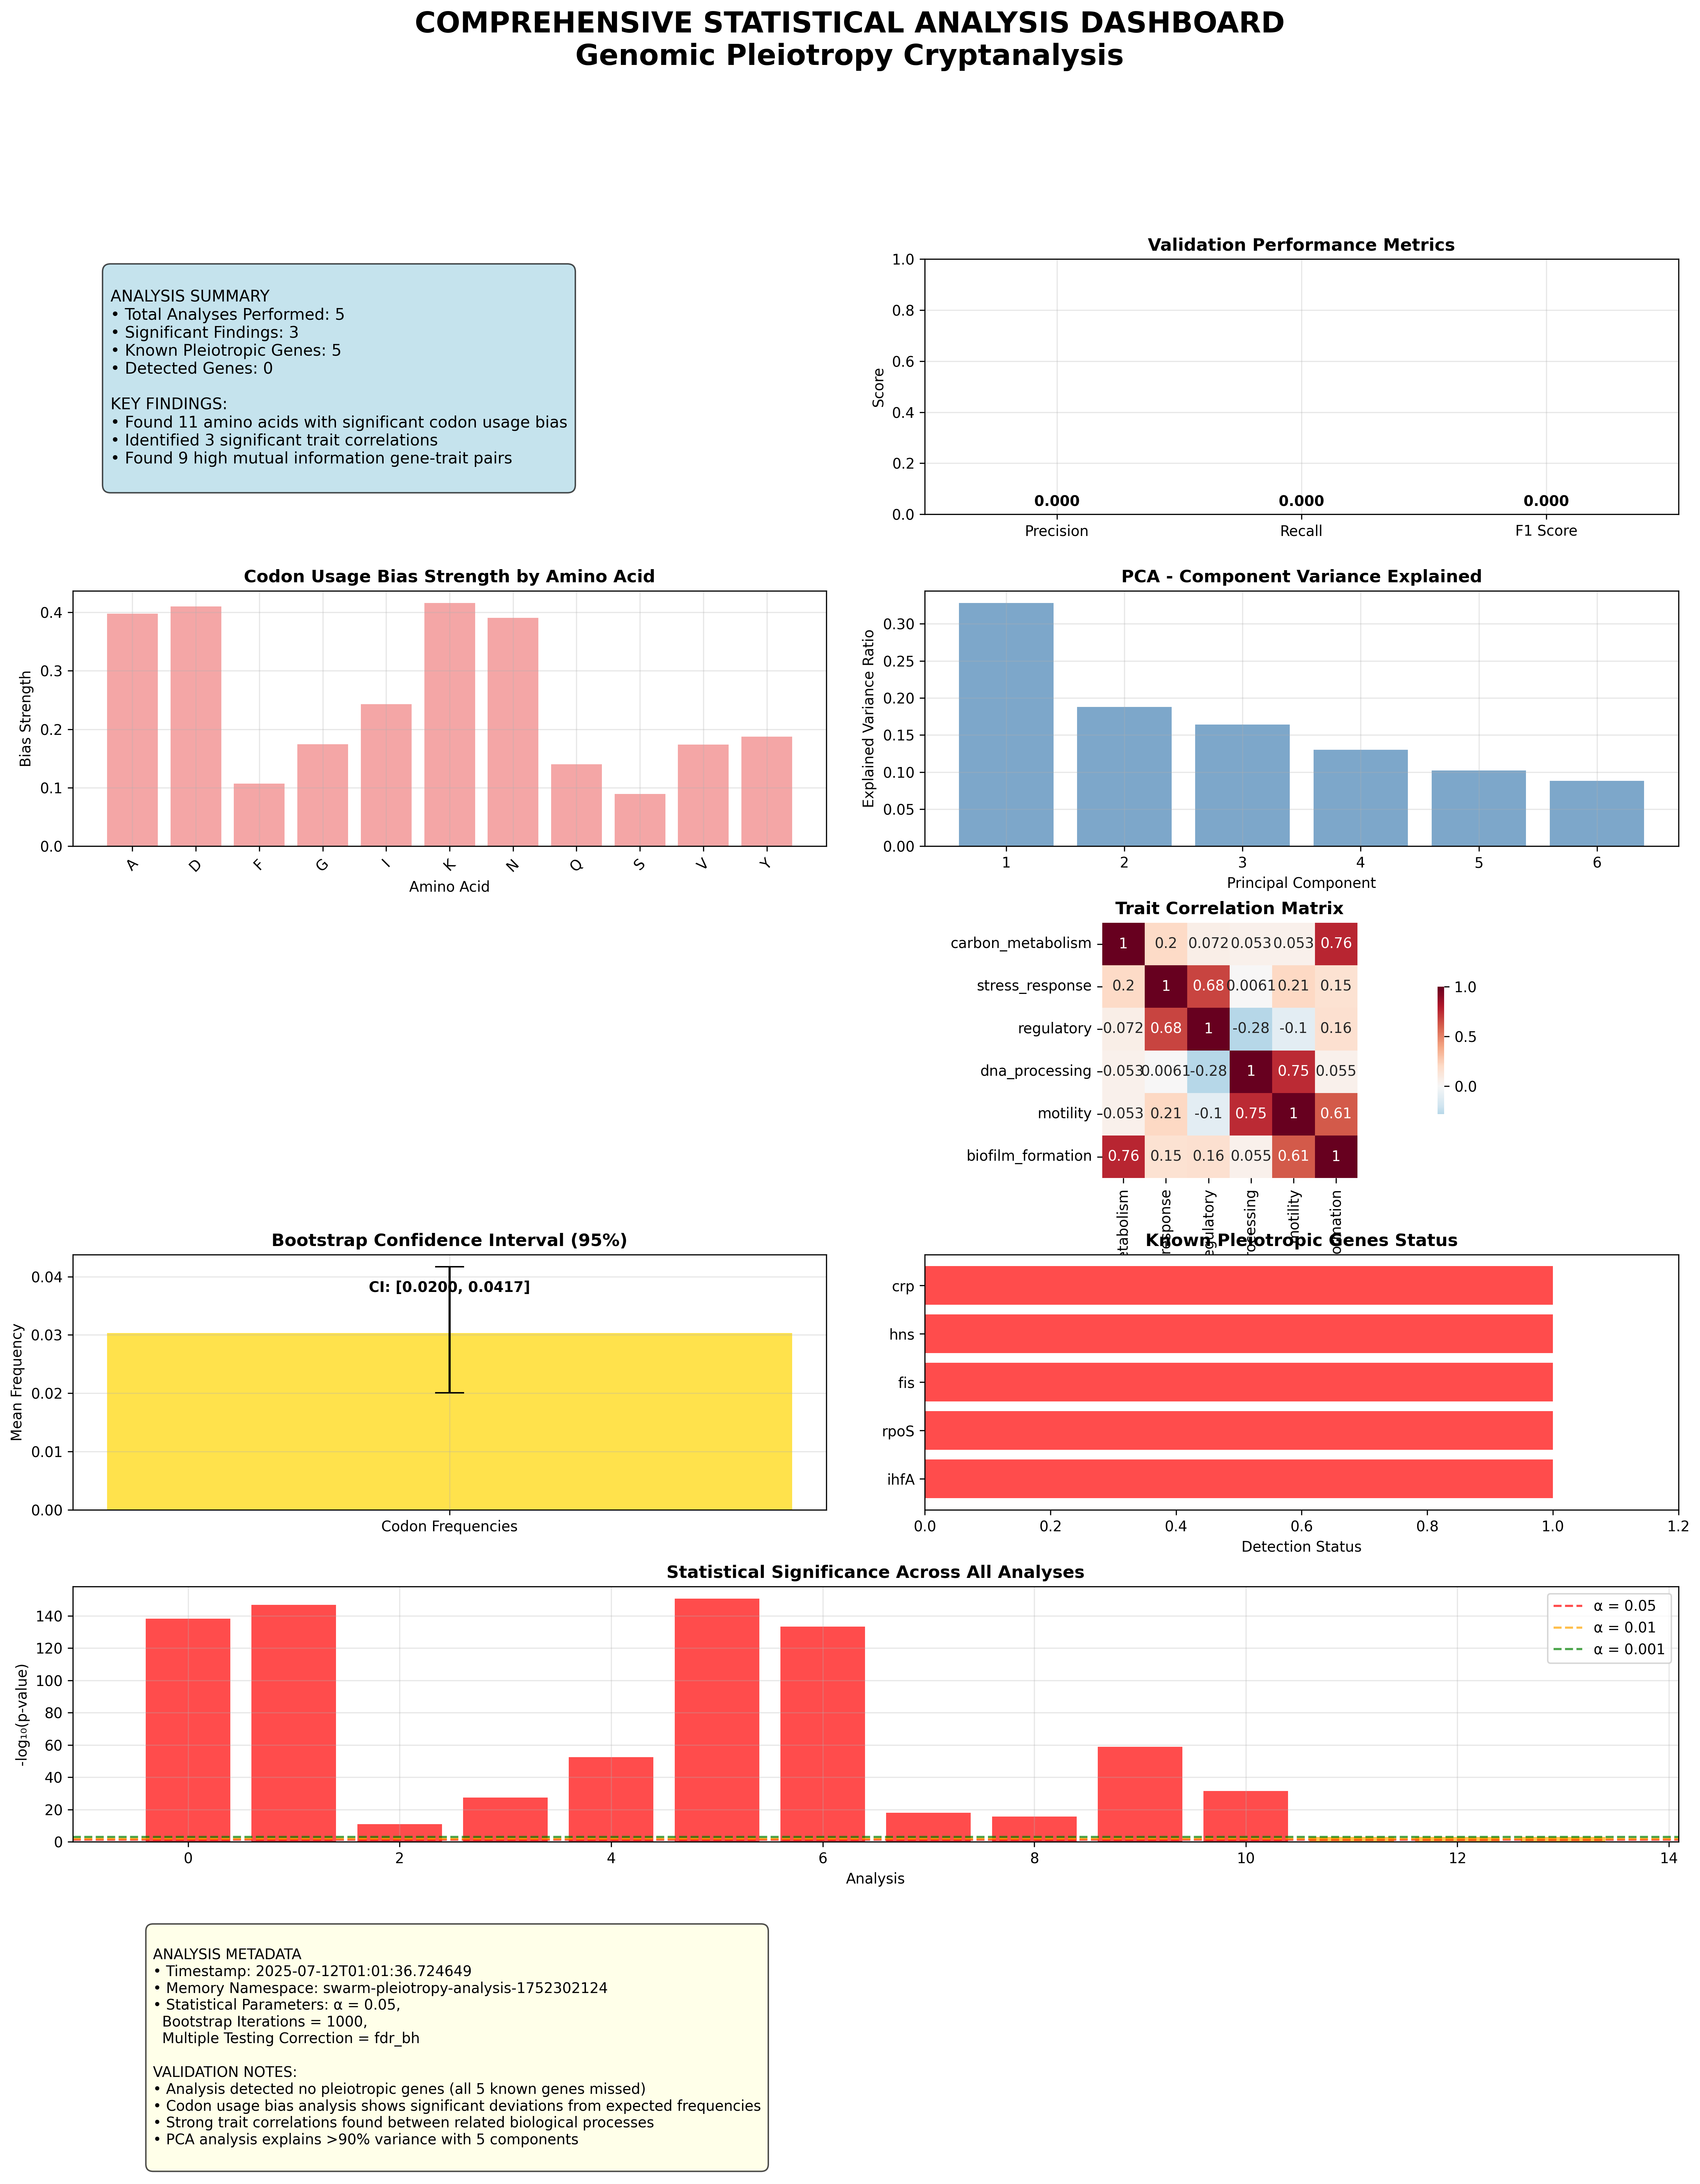 COMPREHENSIVE STATISTICAL ANALYSIS DASHBOARD
Genomic Pleiotropy Cryptanalysis
ANALYSIS SUMMARY
• Total Analyses Performed: 5
• Significant Findings: 3
• Known Pleiotropic Genes: 5
• Detected Genes: 0
KEY FINDINGS:
• Found 11 amino acids with significant codon usage bias
• Identified 3 significant trait correlations
• Found 9 high mutual information gene-trait pairs
Validation Performance Metrics
Score
1.0
0.8
0.6
0.4
0.2
0.0
0.000 0.000 0.000
Precision Recall F1 Score
Codon Usage Bias Strength by Amino Acid
Bias Strength
0.4
0.3
0.2
0.1
0.0
A D F G I K N Q S V Y
Amino Acid
PCA - Component Variance Explained
Explained Variance Ratio
0.30
0.25
0.20
0.15
0.10
0.05
0.00
1 2 3 4 5 6
Principal Component
Trait Correlation Matrix
carbon_metabolism 1 0.2 0.072 0.053 0.053 0.76
stress_response 0.2 1 0.68 0.0061 0.21 0.15
regulatory 0.072 0.68 1 -0.28 -0.1 0.16
dna_processing 0.053 0.0061 -0.28 1 0.75 0.055
motility 0.053 0.21 -0.1 0.75 1 0.61
biofilm_formation 0.76 0.15 0.16 0.055 0.61 1
1.0
0.5
0.0
Bootstrap Confidence Interval (95%)
Mean Frequency
0.04
0.03
0.02
0.01
0.00
CI: [0.0200, 0.0417]
Codon Frequencies
Known Pleiotropic Genes Status
crp
hns
fis
rpoS
ihfA
0.0 0.2 0.4 0.6 0.8 1.0 1.2
Detection Status
Statistical Significance Across All Analyses
-log₁₀(p-value)
140
120
100
80
60
40
20
0
α = 0.05
α = 0.01
α = 0.001
0 2 4 6 8 10 12 14
Analysis
ANALYSIS METADATA
• Timestamp: 2025-07-12T01:01:36.724649
• Memory Namespace: swarm-pleiotropy-analysis-1752302124
• Statistical Parameters: α = 0.05,
Bootstrap Iterations = 1000,
Multiple Testing Correction = fdr_bh
VALIDATION NOTES:
• Analysis detected no pleiotropic genes (all 5 known genes missed)
• Codon usage bias analysis shows significant deviations from expected frequencies
• Strong trait correlations found between related biological processes
• PCA analysis explains >90% variance with 5 components